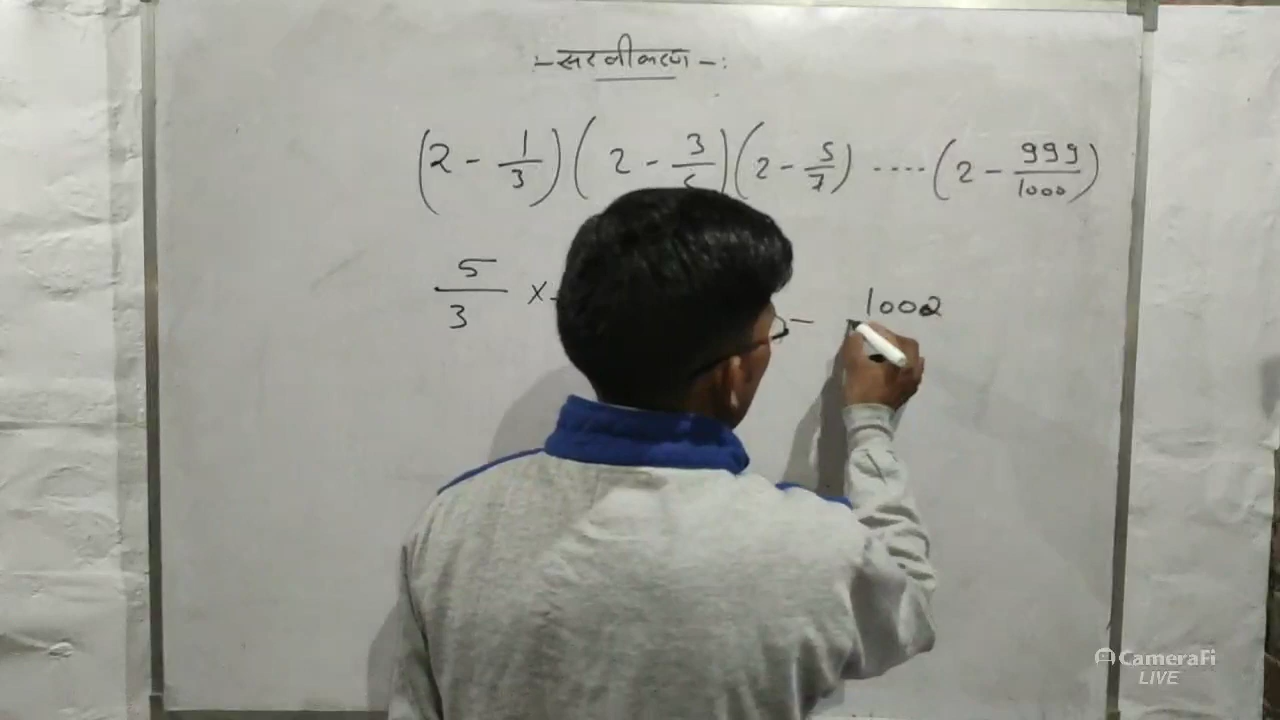 :- सरलीकरण -:
(2 - 1/3) (2 - 3/5) (2 - 5/7) ---- (2 - 999/1000)
5/3 × - 1002
CameraFi
LIVE